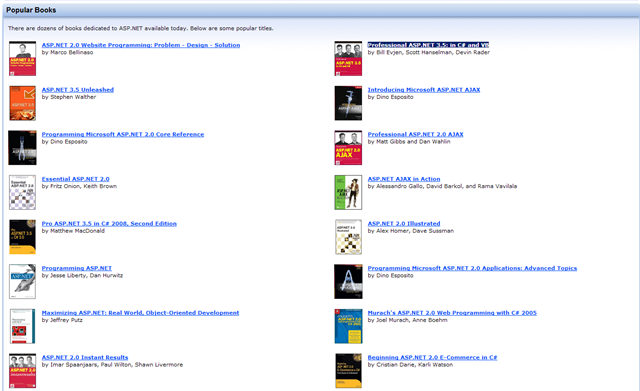 Popular Books
There are dozens of books dedicated to ASP.NET available today. Below are some popular titles.
ASP.NET 2.0 Website Programming: Problem - Design - Solution
by Marco Bellinaso
Professional ASP.NET 3.5: in C# and VB
by Bill Evjen, Scott Hanselman, Devin Rader
ASP.NET 3.5 Unleashed
by Stephen Walther
Introducing Microsoft ASP.NET AJAX
by Dino Esposito
Programming Microsoft ASP.NET 2.0 Core Reference
by Dino Esposito
Professional ASP.NET 2.0 AJAX
by Matt Gibbs and Dan Wahlin
Essential ASP.NET 2.0
by Fritz Onion, Keith Brown
ASP.NET AJAX in Action
by Alessandro Gallo, David Barkol, and Rama Vavilala
Pro ASP.NET 3.5 in C# 2008, Second Edition
by Matthew MacDonald
ASP.NET 2.0 Illustrated
by Alex Homer, Dave Sussman
Programming ASP.NET
by Jesse Liberty, Dan Hurwitz
Programming Microsoft ASP.NET 2.0 Applications: Advanced Topics
by Dino Esposito
Maximizing ASP.NET: Real World, Object-Oriented Development
by Jeffrey Putz
Murach's ASP.NET 2.0 Web Programming with C# 2005
by Joel Murach, Anne Boehm
ASP.NET 2.0 Instant Results
by Imar Spaanjaars, Paul Wilton, Shawn Livermore
Beginning ASP.NET 2.0 E-Commerce in C#
by Cristian Darie, Karli Watson